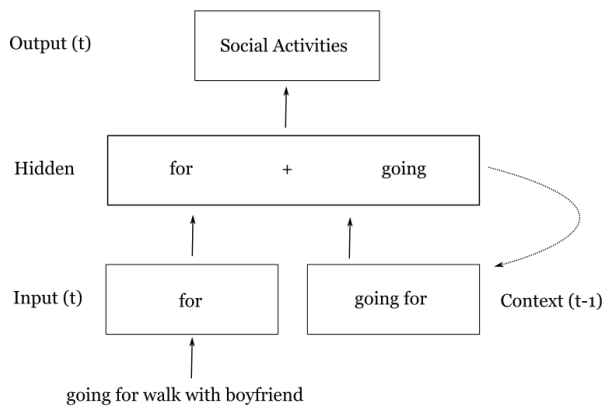 Output (t)
Social Activities
Hidden
for + going
Input (t)
for
going for
Context (t-1)
going for walk with boyfriend